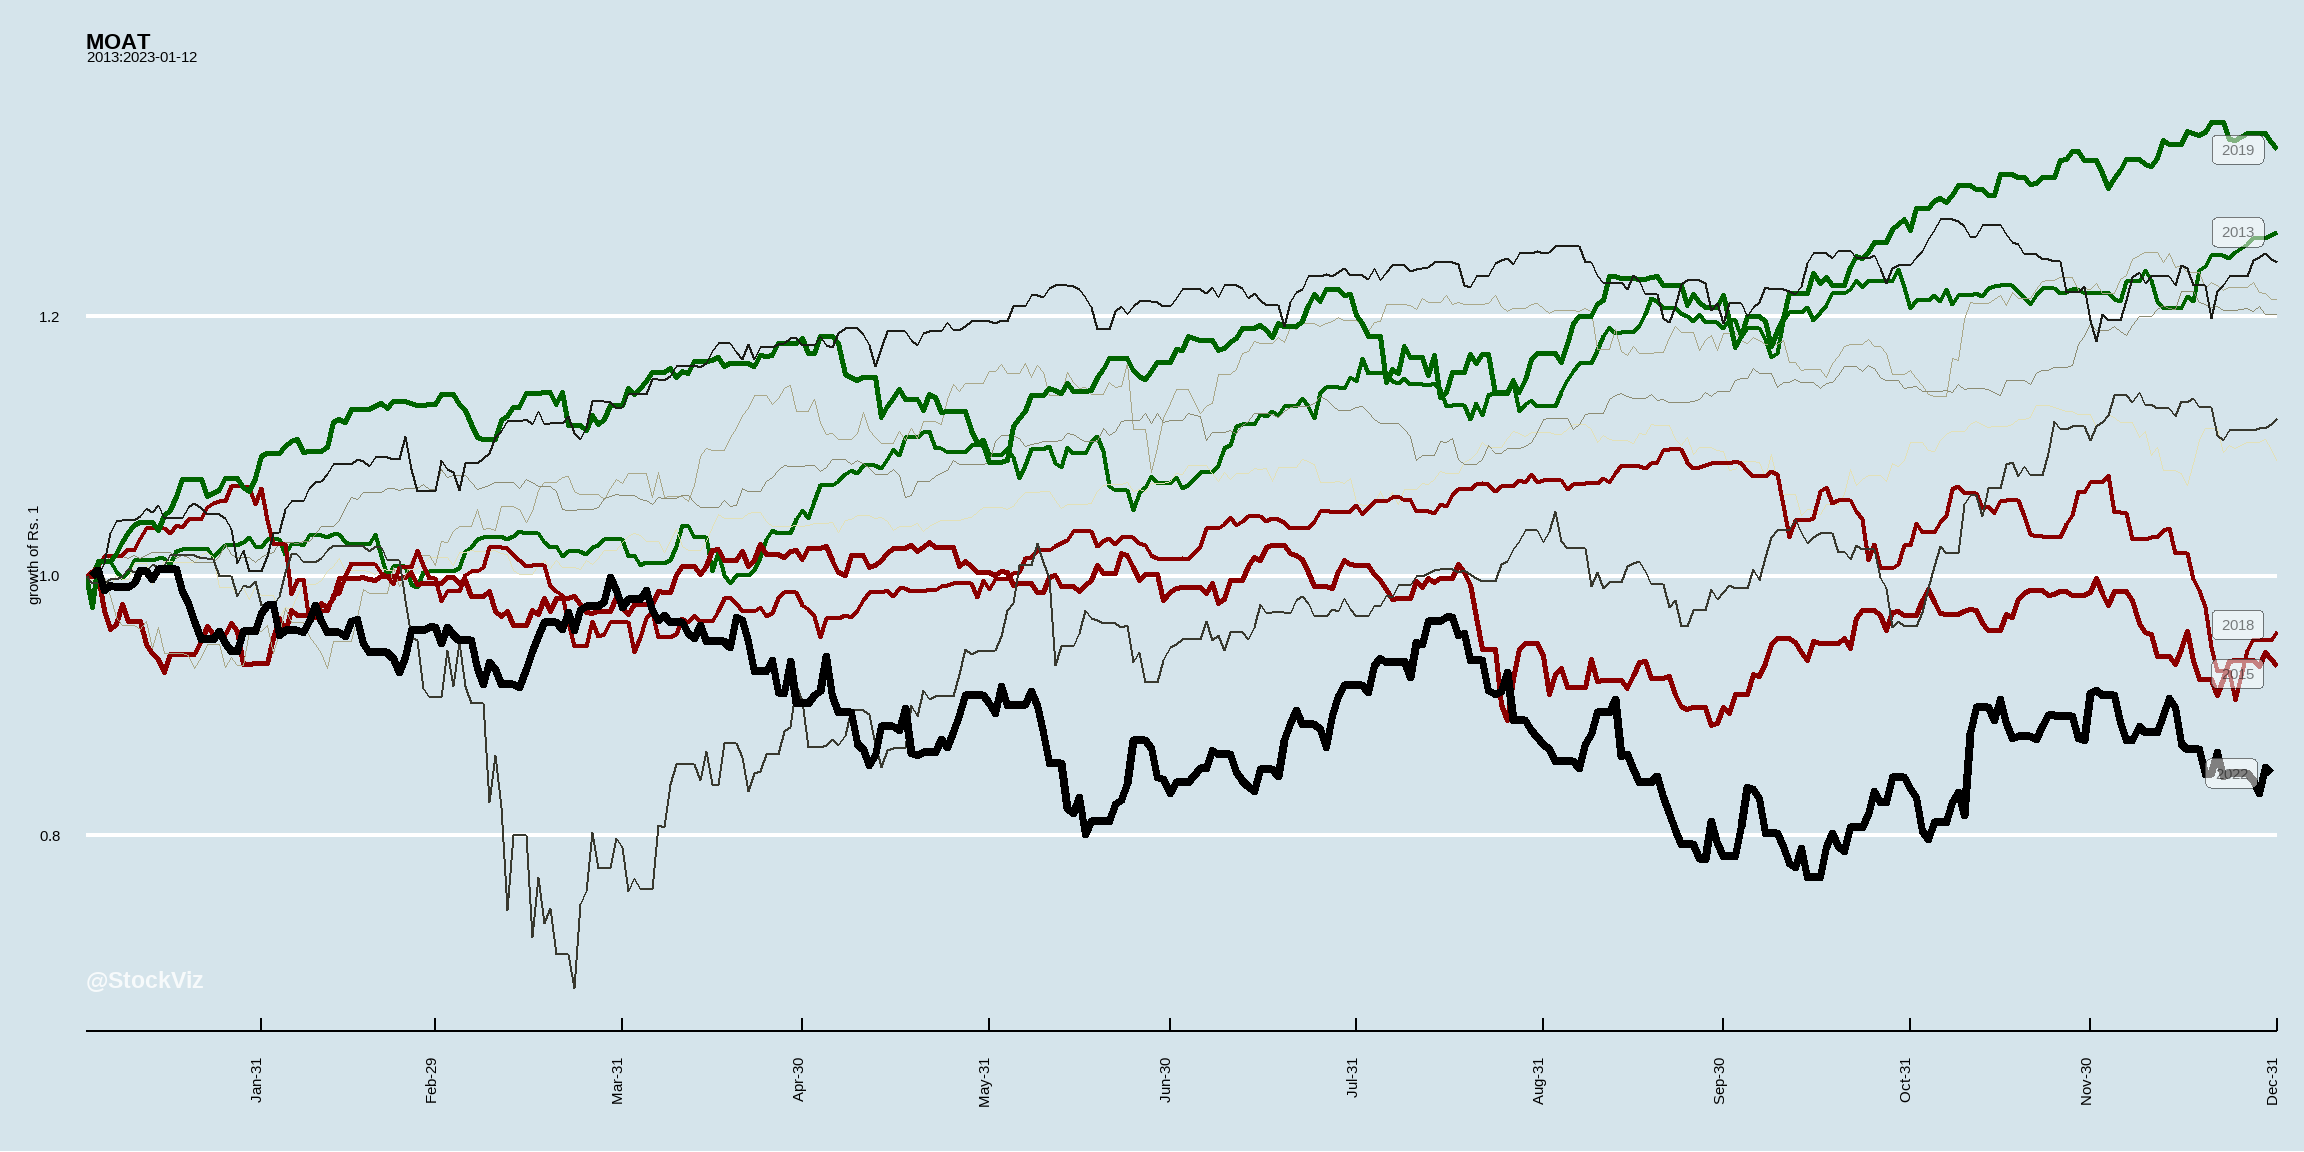 MOAT
2013:2023-01-12
growth of Rs. 1
1.2
1.0
0.8
2019
2013
2018
2015
2022
@StockViz
Jan-31
Feb-29
Mar-31
Apr-30
May-31
Jun-30
Jul-31
Aug-31
Sep-30
Oct-31
Nov-30
Dec-31